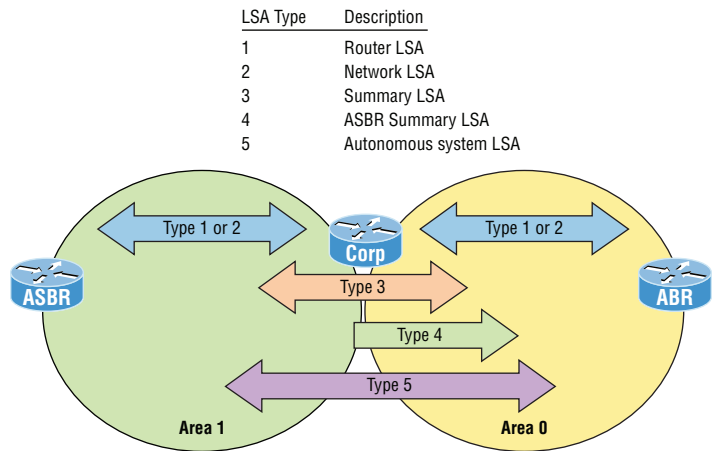 LSA Type Description
1 Router LSA
2 Network LSA
3 Summary LSA
4 ASBR Summary LSA
5 Autonomous system LSA
Type 1 or 2
Type 1 or 2
Corp
ASBR
Type 3
ABR
Type 4
Type 5
Area 1
Area 0